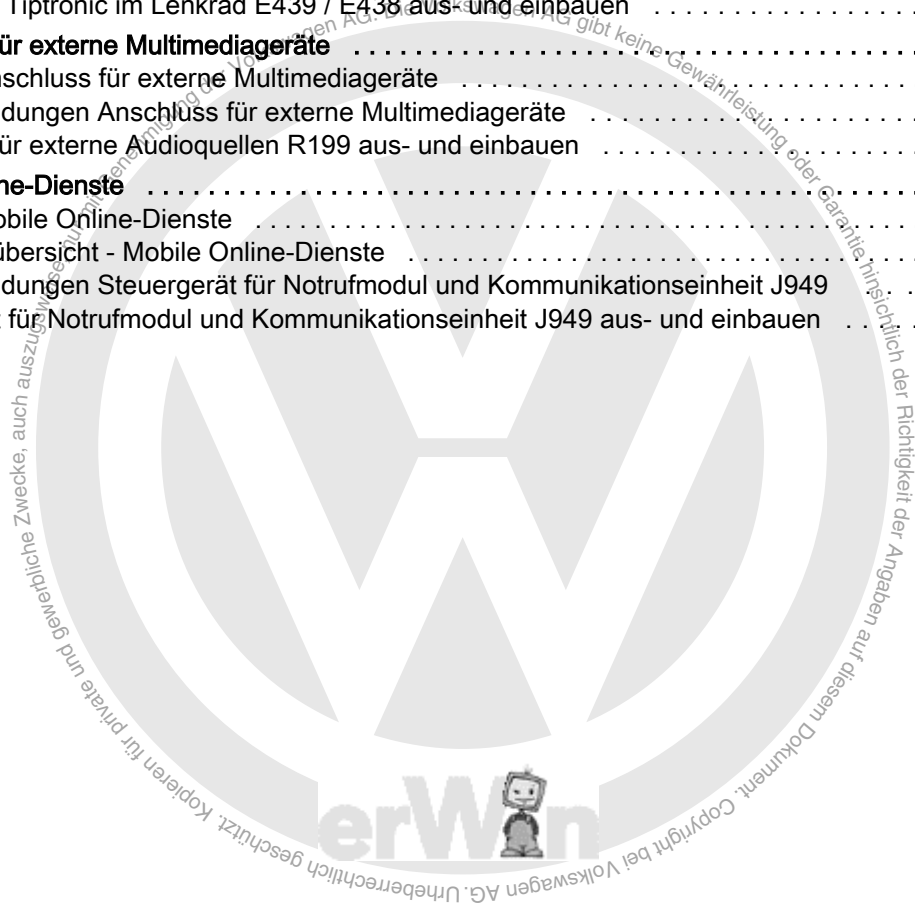 Tiptronic im Lenkrad E439 / E438 aus- und einbauen . . . . . . . . . . . . . . . . .
ür externe Multimediageräte . . . . . . . . . . . . . . . . . . . . . . . . . . . . . . . . . . . . .
nschluss für externe Multimediageräte . . . . . . . . . . . . . . . . . . . . . . . . . . . . . .
dungen Anschluss für externe Multimediageräte . . . . . . . . . . . . . . . . . . . . . .
ür externe Audioquellen R199 aus- und einbauen . . . . . . . . . . . . . . . . . . . . .
ne-Dienste . . . . . . . . . . . . . . . . . . . . . . . . . . . . . . . . . . . . . . . . . . . . . . . . . . .
obile Online-Dienste . . . . . . . . . . . . . . . . . . . . . . . . . . . . . . . . . . . . . . . . . . . .
übersicht - Mobile Online-Dienste . . . . . . . . . . . . . . . . . . . . . . . . . . . . . . . . .
dungen Steuergerät für Notrufmodul und Kommunikationseinheit J949 . . . .
t für Notrufmodul und Kommunikationseinheit J949 aus- und einbauen . . . . .
Urheberrechtlich geschützt. Kopieren für private und gewerbliche Zwecke, auch auszugsweise, nur mit Genehmigung der Volkswagen AG. Die Volkswagen AG gibt keine Gewährleistung oder Garantie hinsichtlich der Richtigkeit der Angaben auf diesem Dokument. Copyright bei Volkswagen AG.
erWin